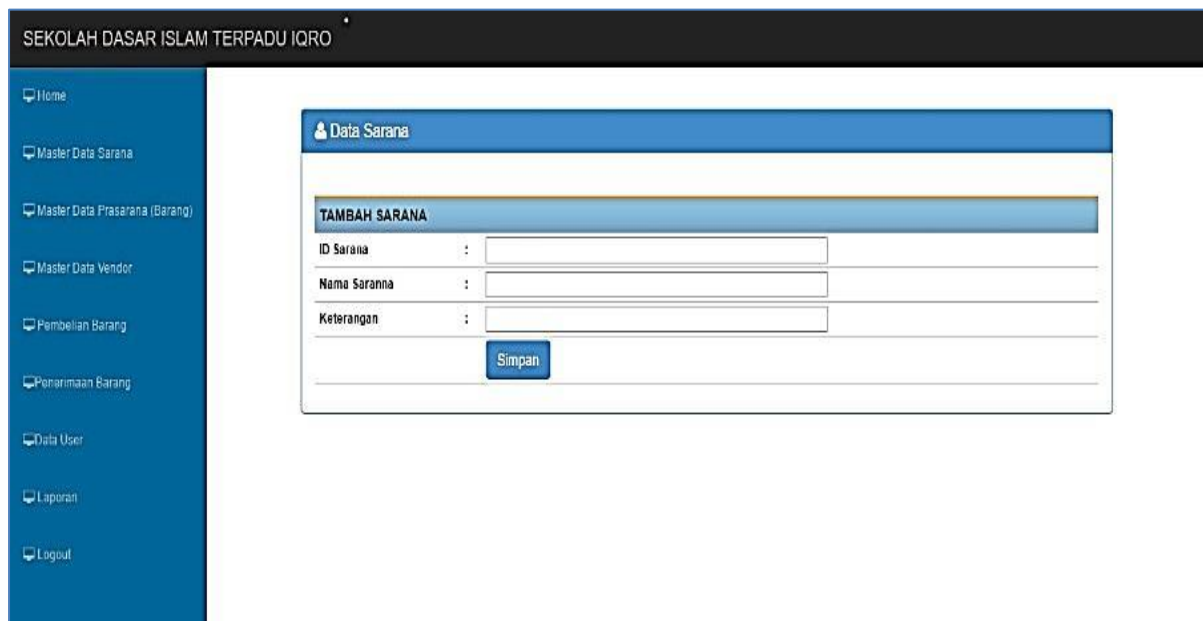 SEKOLAH DASAR ISLAM TERPADU IQRO
Home
Master Data Sarana
Master Data Prasarana (Barang)
Master Data Vendor
Pembelian Barang
Penerimaan Barang
Data User
Laporan
Logout
Data Sarana
TAMBAH SARANA
ID Sarana :
Nama Saranna :
Keterangan :
Simpan